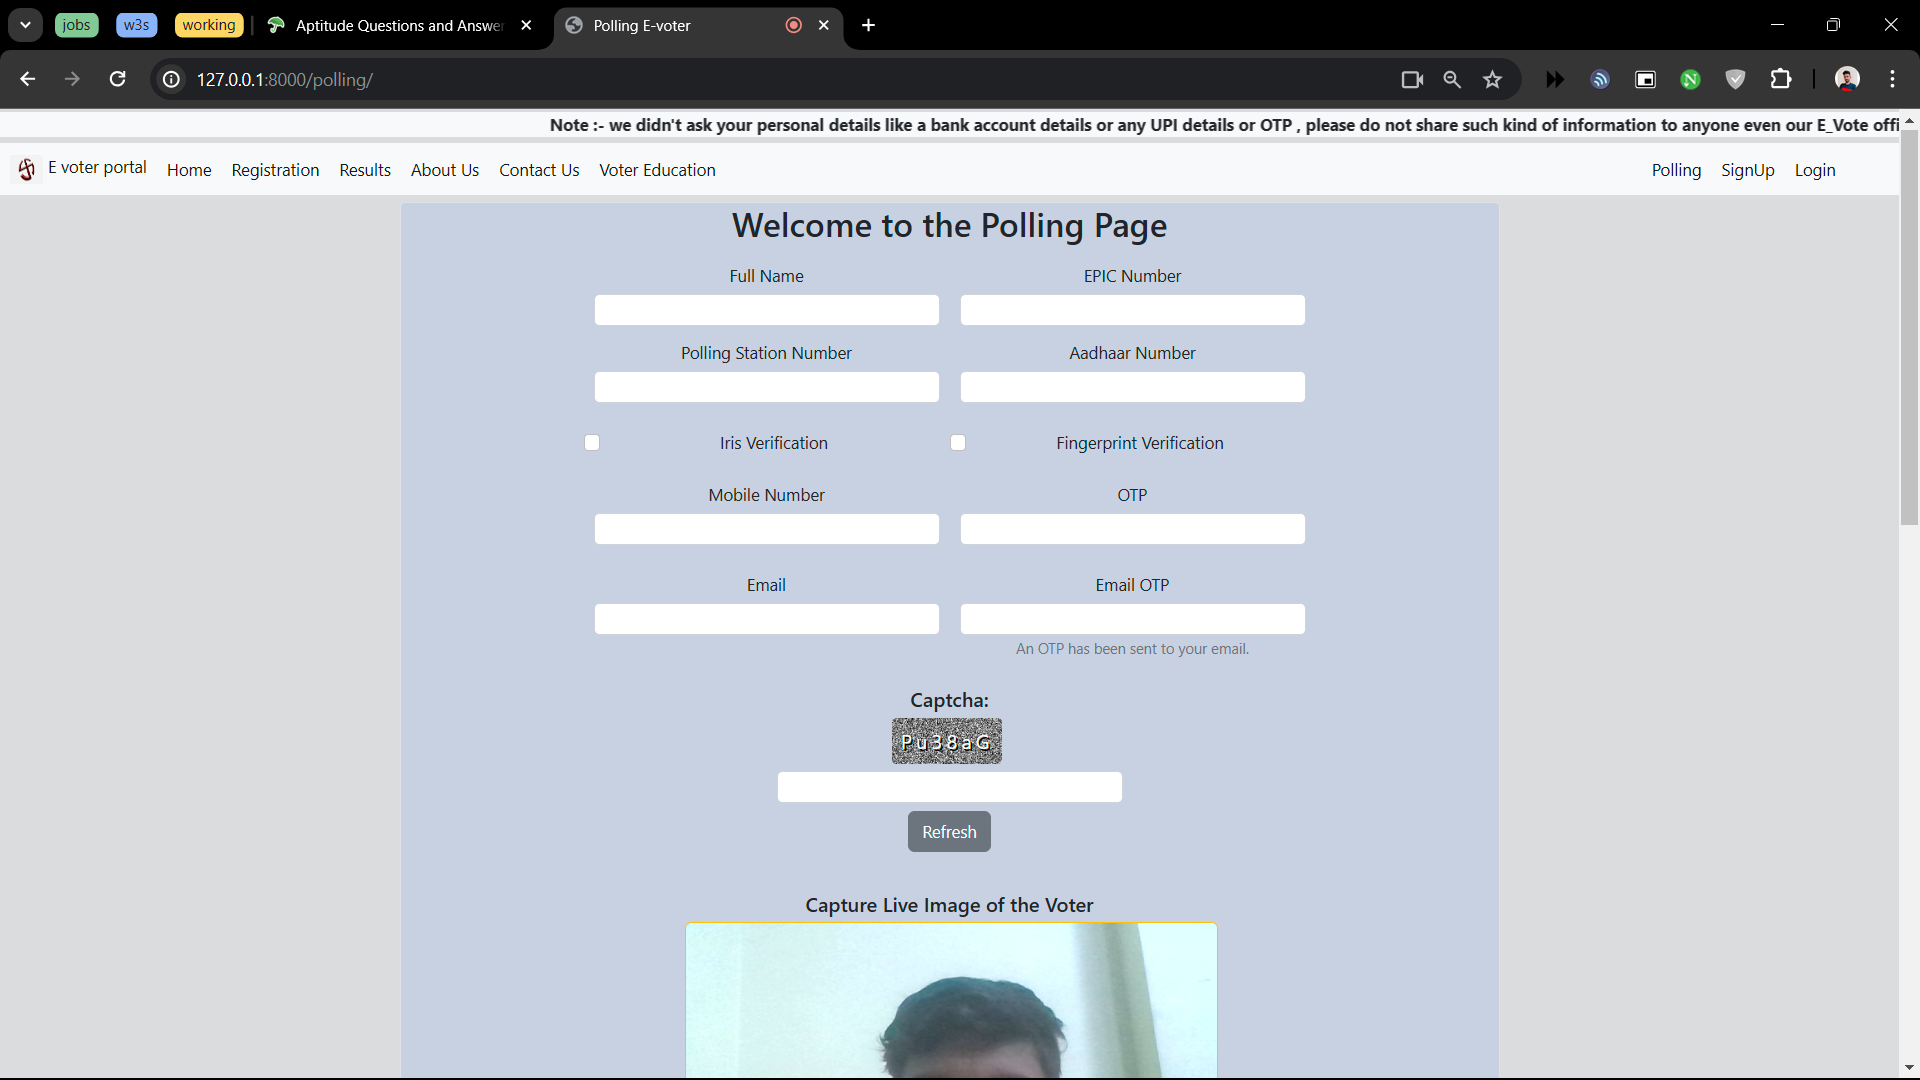 jobs w3s working Aptitude Questions and Answer Polling E-voter
127.0.0.1:8000/polling/
Note :- we didn't ask your personal details like a bank account details or any UPI details or OTP , please do not share such kind of information to anyone even our E_Vote offi
E voter portal Home Registration Results About Us Contact Us Voter Education Polling SignUp Login
Welcome to the Polling Page
Full Name EPIC Number
Polling Station Number Aadhaar Number
Iris Verification Fingerprint Verification
Mobile Number OTP
Email Email OTP
An OTP has been sent to your email.
Captcha:
Pu38aG
Refresh
Capture Live Image of the Voter